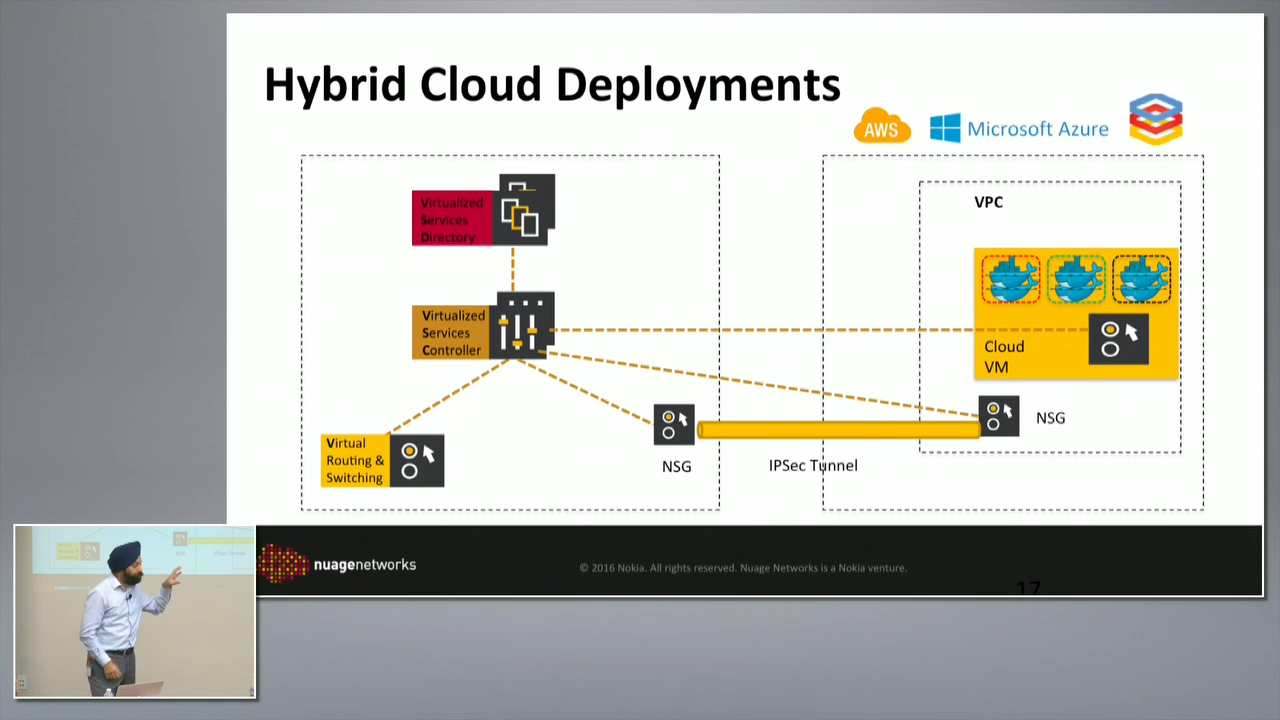 Hybrid Cloud Deployments
AWS
Microsoft Azure
Virtualized
Services
Directory
VPC
Virtualized
Services
Controller
Cloud
VM
Virtual
Routing &
Switching
NSG
NSG
IPSec Tunnel
nuagenetworks
© 2016 Nokia. All rights reserved. Nuage Networks is a Nokia venture.
17